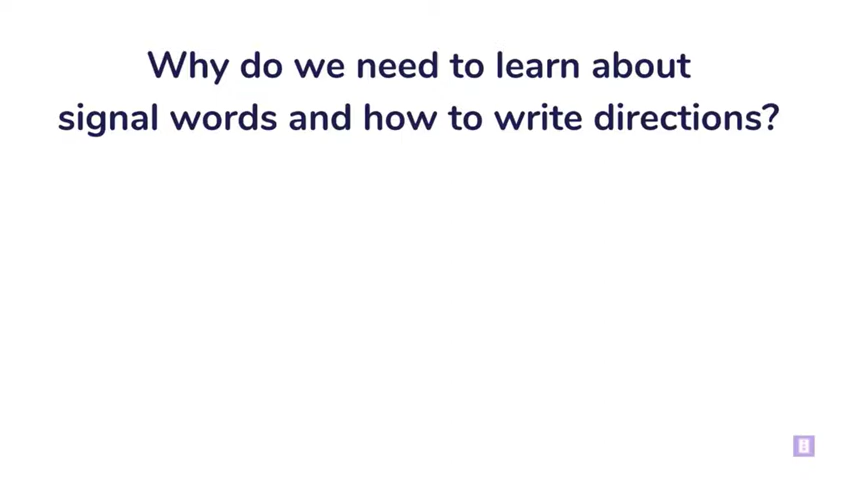 Why do we need to learn about
signal words and how to write directions?